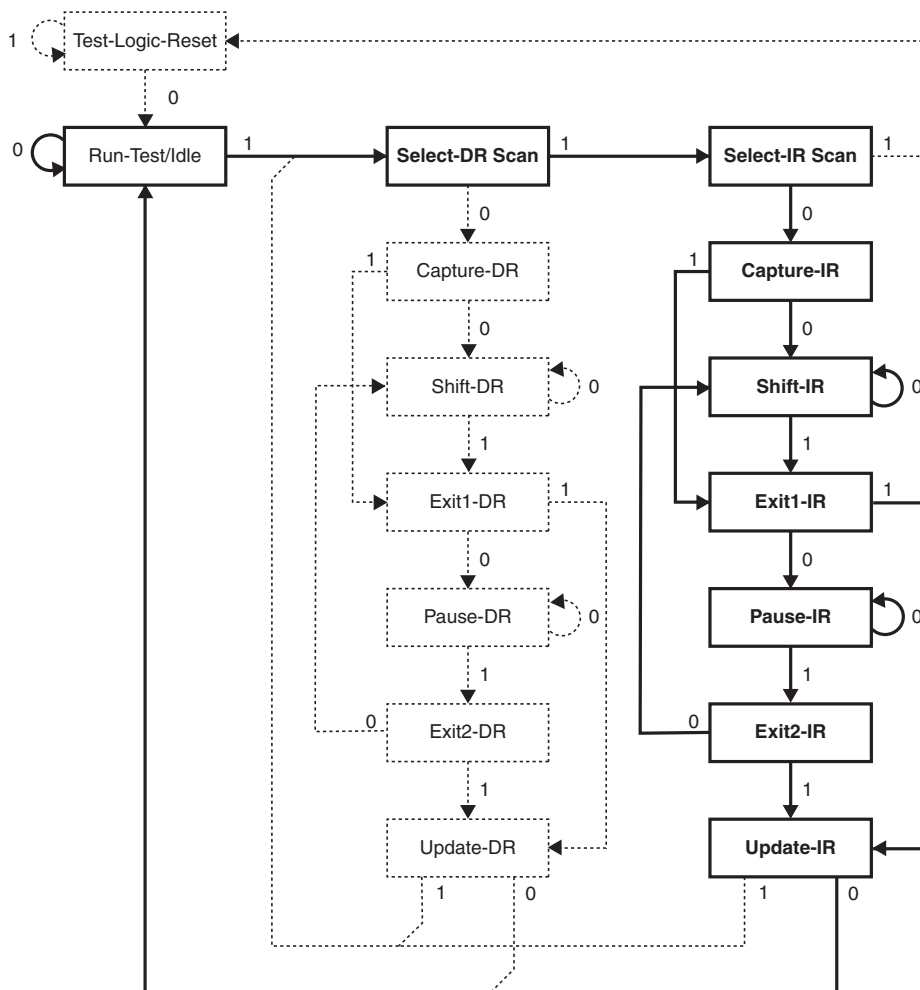 1 Test-Logic-Reset
0
0 Run-Test/Idle 1 Select-DR Scan 1 Select-IR Scan 1
0 0
1 Capture-DR 1 Capture-IR
0 0
Shift-DR 0 Shift-IR 0
1 1
Exit1-DR 1 Exit1-IR 1
0 0
Pause-DR 0 Pause-IR 0
1 1
0 Exit2-DR 0 Exit2-IR
1 1
Update-DR Update-IR
1 0 1 0